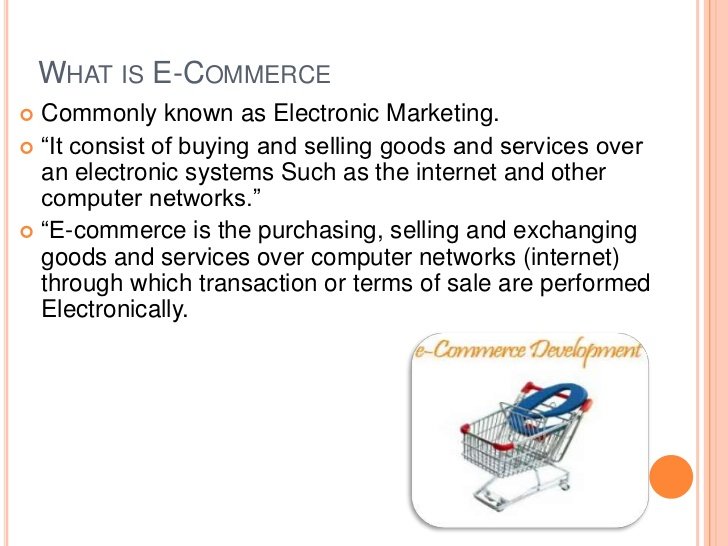 WHAT IS E-COMMERCE
Commonly known as Electronic Marketing.
“It consist of buying and selling goods and services over
an electronic systems Such as the internet and other
computer networks.”
“E-commerce is the purchasing, selling and exchanging
goods and services over computer networks (internet)
through which transaction or terms of sale are performed
Electronically.
e-Commerce Development
e